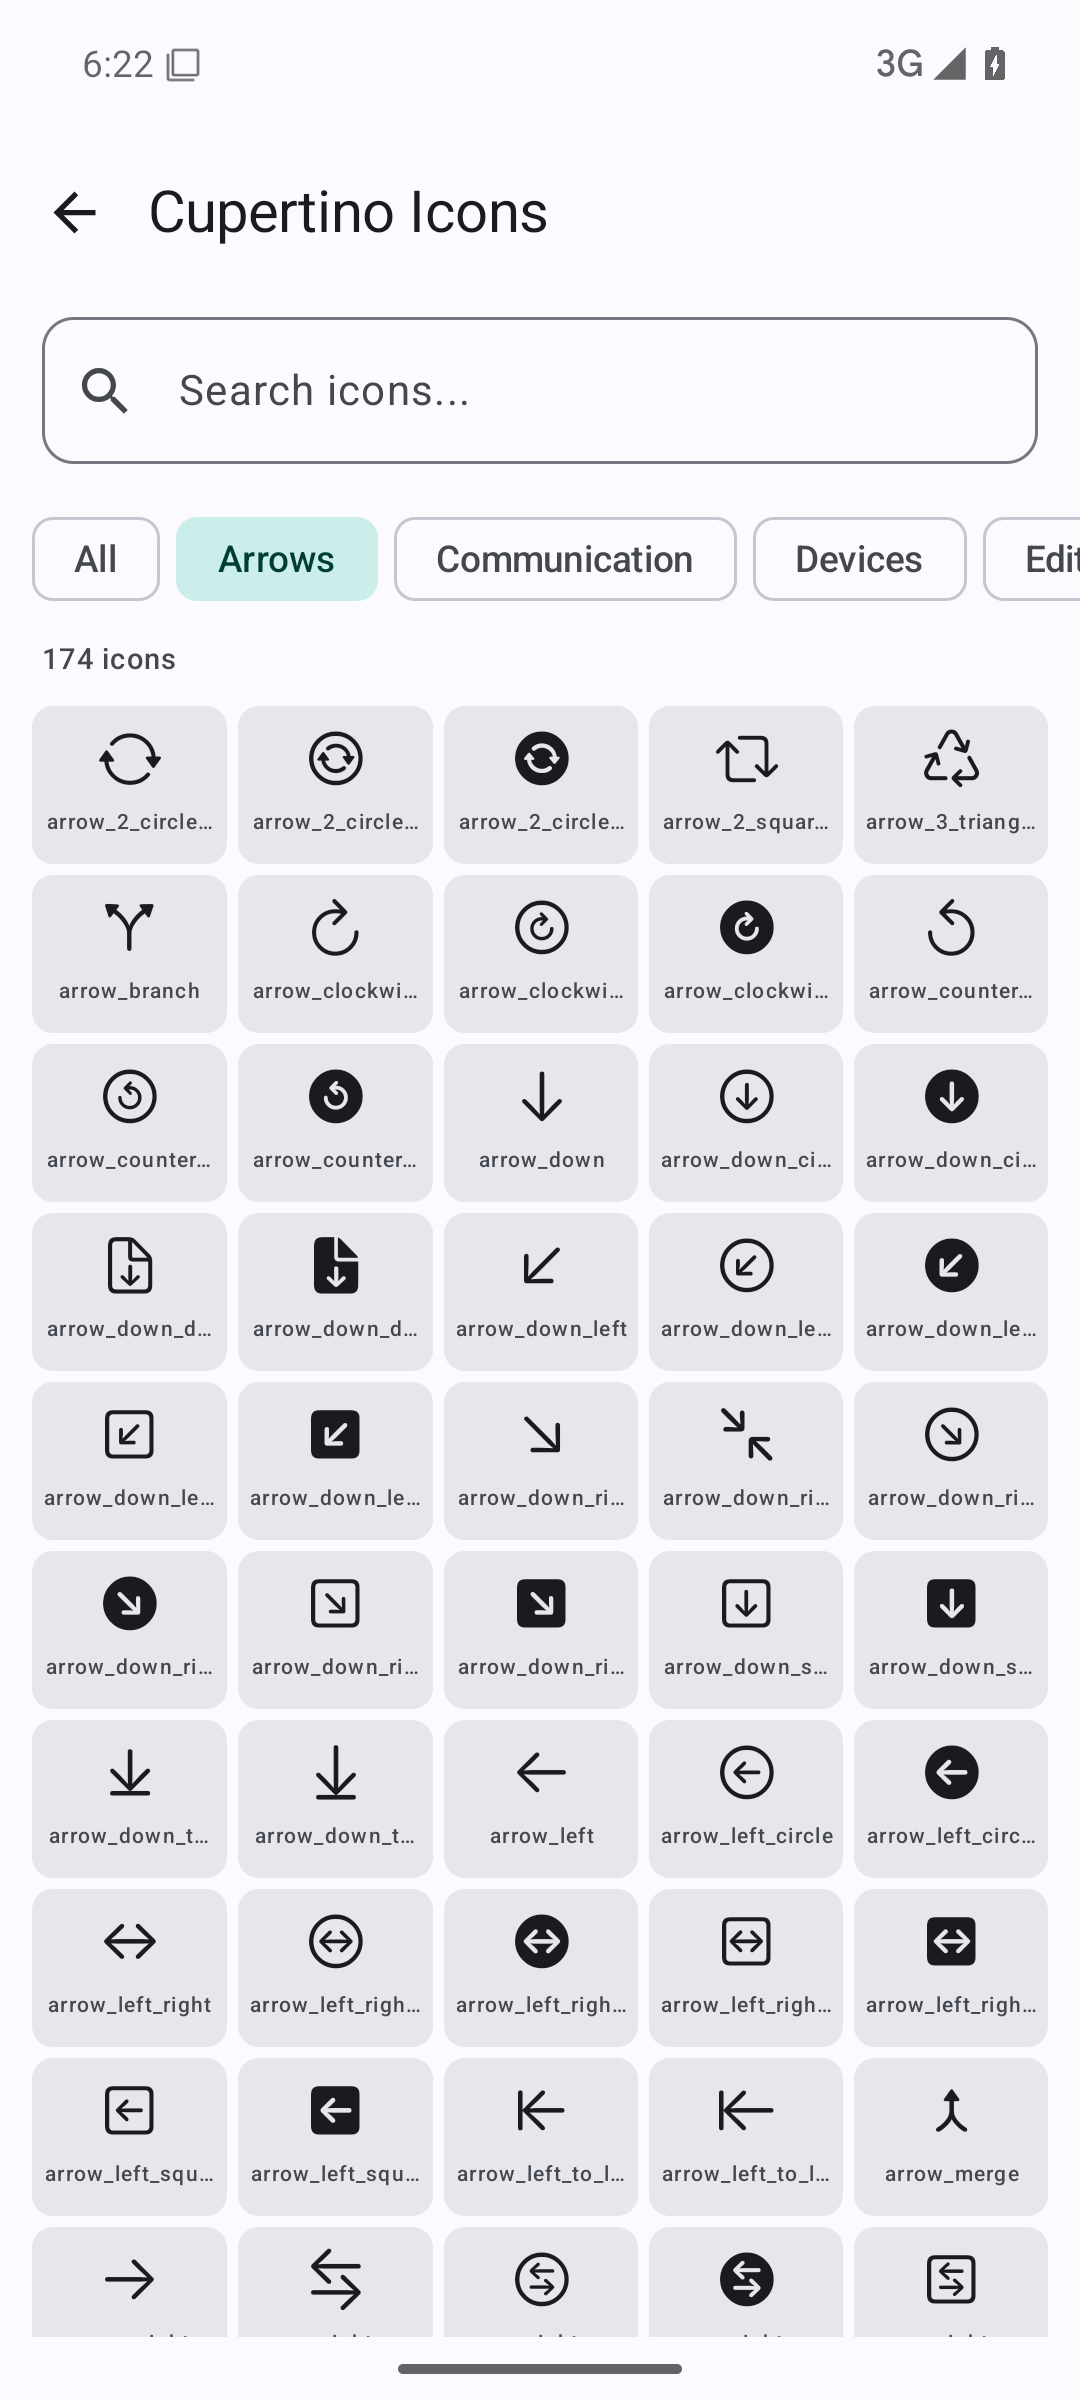 6:22 3G
Cupertino Icons
Search icons...
All Arrows Communication Devices Edit
174 icons
arrow_2_circle… arrow_2_circle… arrow_2_circle… arrow_2_squar… arrow_3_triang…
arrow_branch arrow_clockwi… arrow_clockwi… arrow_clockwi… arrow_counter…
arrow_counter… arrow_counter… arrow_down arrow_down_ci… arrow_down_ci…
arrow_down_d… arrow_down_d… arrow_down_left arrow_down_le… arrow_down_le…
arrow_down_le… arrow_down_le… arrow_down_ri… arrow_down_ri… arrow_down_ri…
arrow_down_ri… arrow_down_ri… arrow_down_ri… arrow_down_s… arrow_down_s…
arrow_down_t… arrow_down_t… arrow_left arrow_left_circle arrow_left_circ…
arrow_left_right arrow_left_righ… arrow_left_righ… arrow_left_righ… arrow_left_righ…
arrow_left_squ… arrow_left_squ… arrow_left_to_l… arrow_left_to_l… arrow_merge